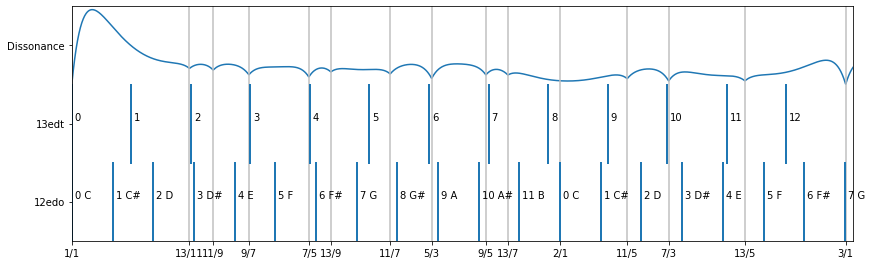 Dissonance
13edt
0 1 2 3 4 5 6 7 8 9 10 11 12
12edo
0 C 1 C# 2 D 3 D# 4 E 5 F 6 F# 7 G 8 G# 9 A 10 A# 11 B 0 C 1 C# 2 D 3 D# 4 E 5 F 6 F# 7 G
1/1 13/11 11/9 9/7 7/5 13/9 11/7 5/3 9/5 13/7 2/1 11/5 7/3 13/5 3/1